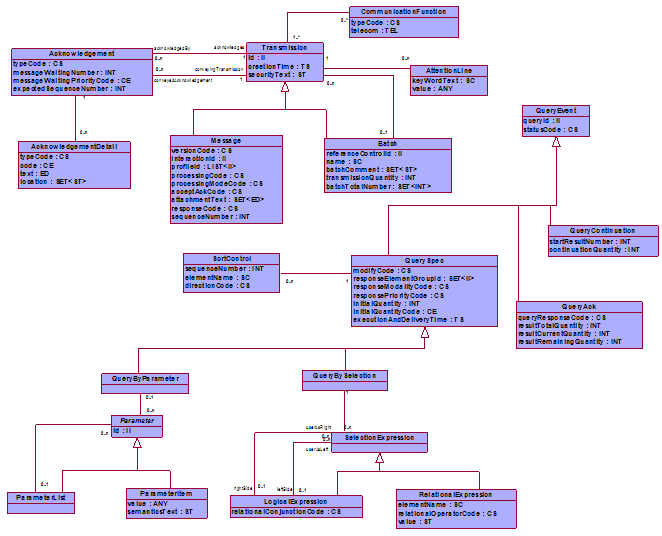 CommunicationFunction
typeCode : CS
telecom : TEL
0..*
1..*
Acknowledgement
typeCode : CS
messageWaitingNumber : INT
messageWaitingPriorityCode : CE
expectedSequenceNumber : INT
acknowledgedBy
acknowledges
0..n
1
conveyingTransmission
0..n
conveyedAcknowledgement
1
Transmission
id : II
creationTime : TS
securityText : ST
1
0..n
0..n
AttentionLine
keyWordText : SC
value : ANY
1
0..n
AcknowledgementDetail
typeCode : CS
code : CE
text : ED
location : SET<ST>
Message
versionCode : CS
interactionId : II
profileId : LIST<II>
processingCode : CS
processingModeCode : CS
acceptAckCode : CS
attachmentText : SET<ED>
responseCode : CS
sequenceNumber : INT
0..1
Batch
referenceControlId : II
name : SC
batchComment : SET<ST>
transmissionQuantity : INT
batchTotalNumber : SET<INT>
QueryEvent
queryId : II
statusCode : CS
QueryContinuation
startResultNumber : INT
continuationQuantity : INT
SortControl
sequenceNumber : INT
elementName : SC
directionCode : CS
0..n
1
QuerySpec
modifyCode : CS
responseElementGroupId : SET<II>
responseModalityCode : CS
responsePriorityCode : CS
initialQuantity : INT
initialQuantityCode : CE
executionAndDeliveryTime : TS
QueryAck
queryResponseCode : CS
resultTotalQuantity : INT
resultCurrentQuantity : INT
resultRemainingQuantity : INT
QueryByParameter
0..1
0..n
QueryBySelection
1
0..n
Parameter
id : II
0..n
0..1
userAsRight
0..n
0..n
userAsLeft
SelectionExpression
ParameterList
ParameterItem
value : ANY
semanticsText : ST
rightSide
0..1
leftSide
0..1
LogicalExpression
relationalConjunctionCode : CS
RelationalExpression
elementName : SC
relationalOperatorCode : CS
value : ST